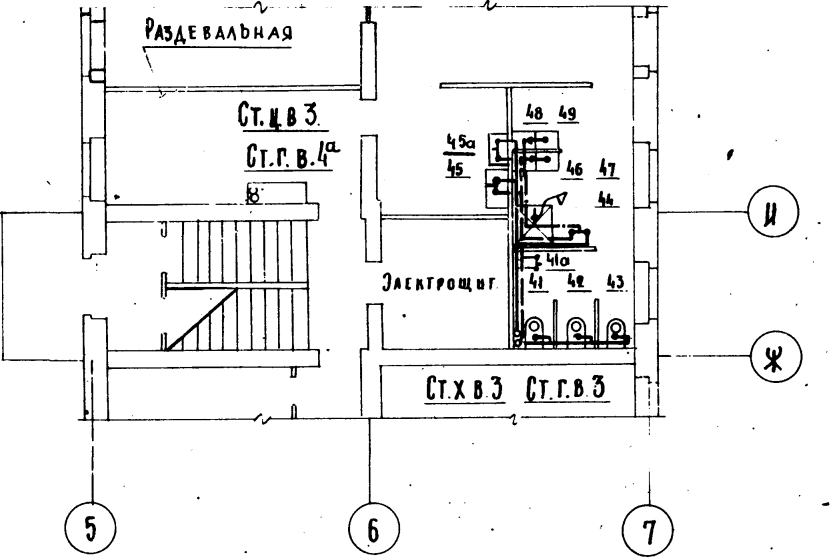 Раздевальная
Ст.ц.в 3.
Ст.г.в.4а
48 49
45а
45
46 47
44
И
41а
Электрощит.
41 42 43
Ж
Ст.х.в.3 Ст.г.в.3
5 6 7